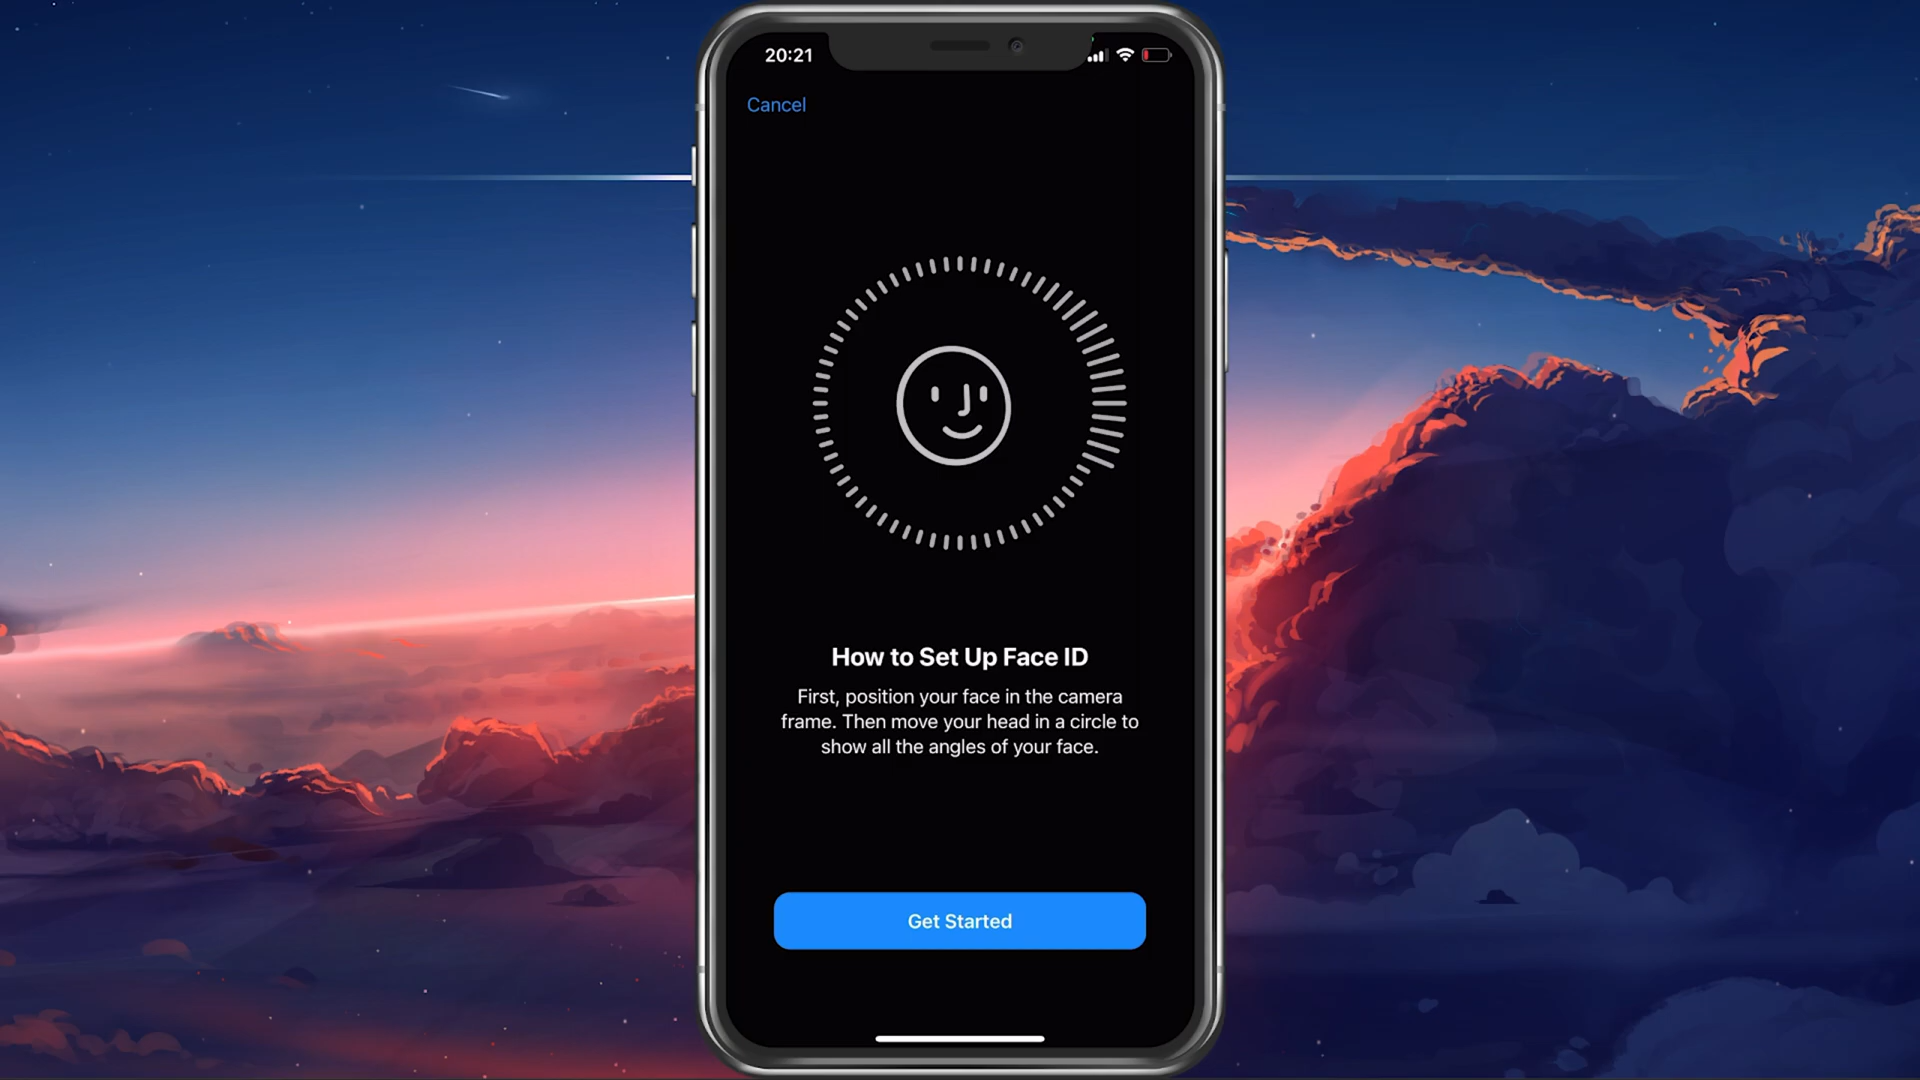 20:21
Cancel
How to Set Up Face ID
First, position your face in the camera
frame. Then move your head in a circle to
show all the angles of your face.
Get Started